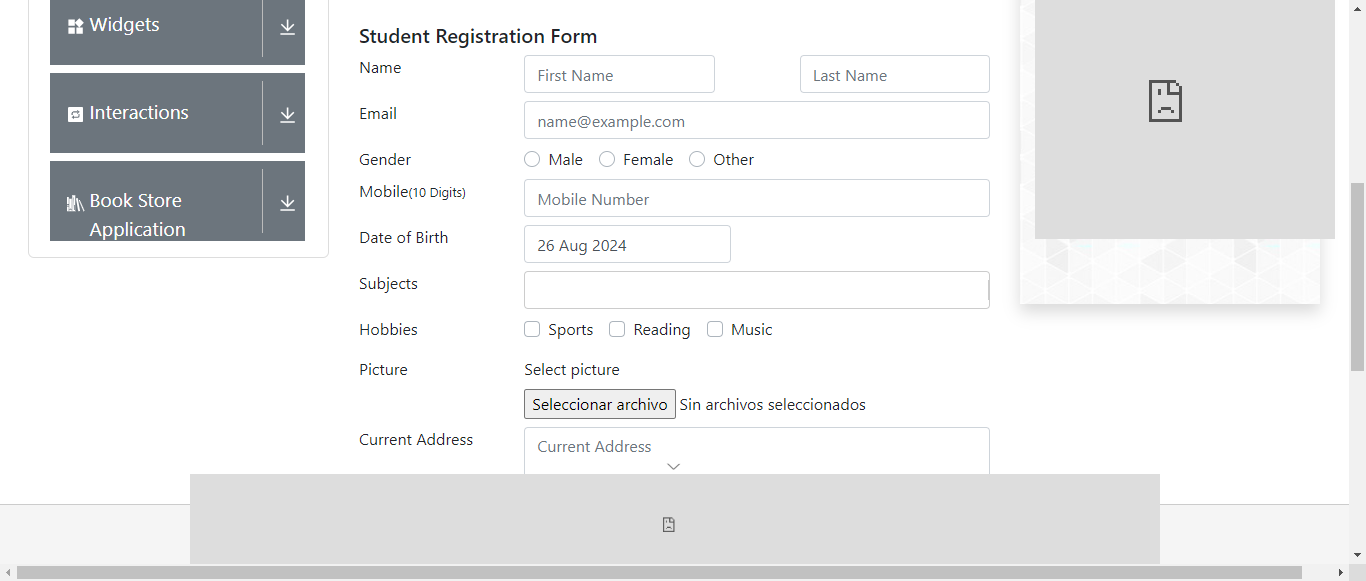 Widgets
Interactions
Book Store
Application
Student Registration Form
Name
First Name
Last Name
Email
name@example.com
Gender
Male
Female
Other
Mobile(10 Digits)
Mobile Number
Date of Birth
26 Aug 2024
Subjects
Hobbies
Sports
Reading
Music
Picture
Select picture
Seleccionar archivo
Sin archivos seleccionados
Current Address
Current Address